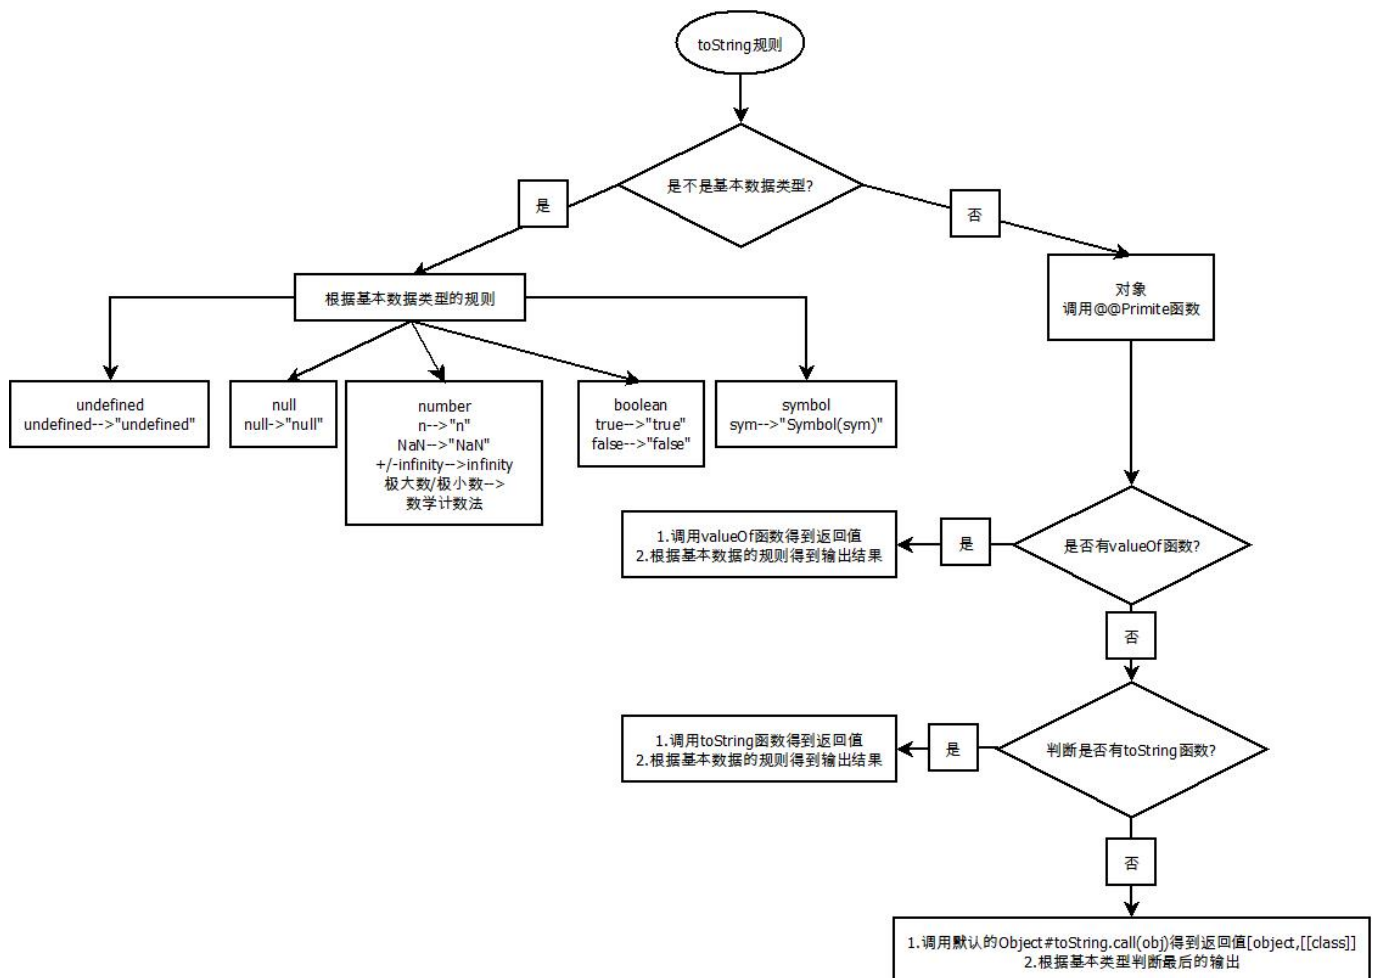 toString规则
是不是基本数据类型?
是
否
根据基本数据类型的规则
对象
调用@@Primite函数
undefined
undefined-->"undefined"
null
null->"null"
number
n-->"n"
NaN-->"NaN"
+/-infinity-->infinity
极大数/极小数-->
数学计数法
boolean
true-->"true"
false-->"false"
symbol
sym-->"Symbol(sym)"
1.调用valueOf函数得到返回值
2.根据基本数据的规则得到输出结果
是
是否有valueOf函数?
否
1.调用toString函数得到返回值
2.根据基本数据的规则得到输出结果
是
判断是否有toString函数?
否
1.调用默认的Object#toString.call(obj)得到返回值[object,[[class]]
2.根据基本类型判断最后的输出